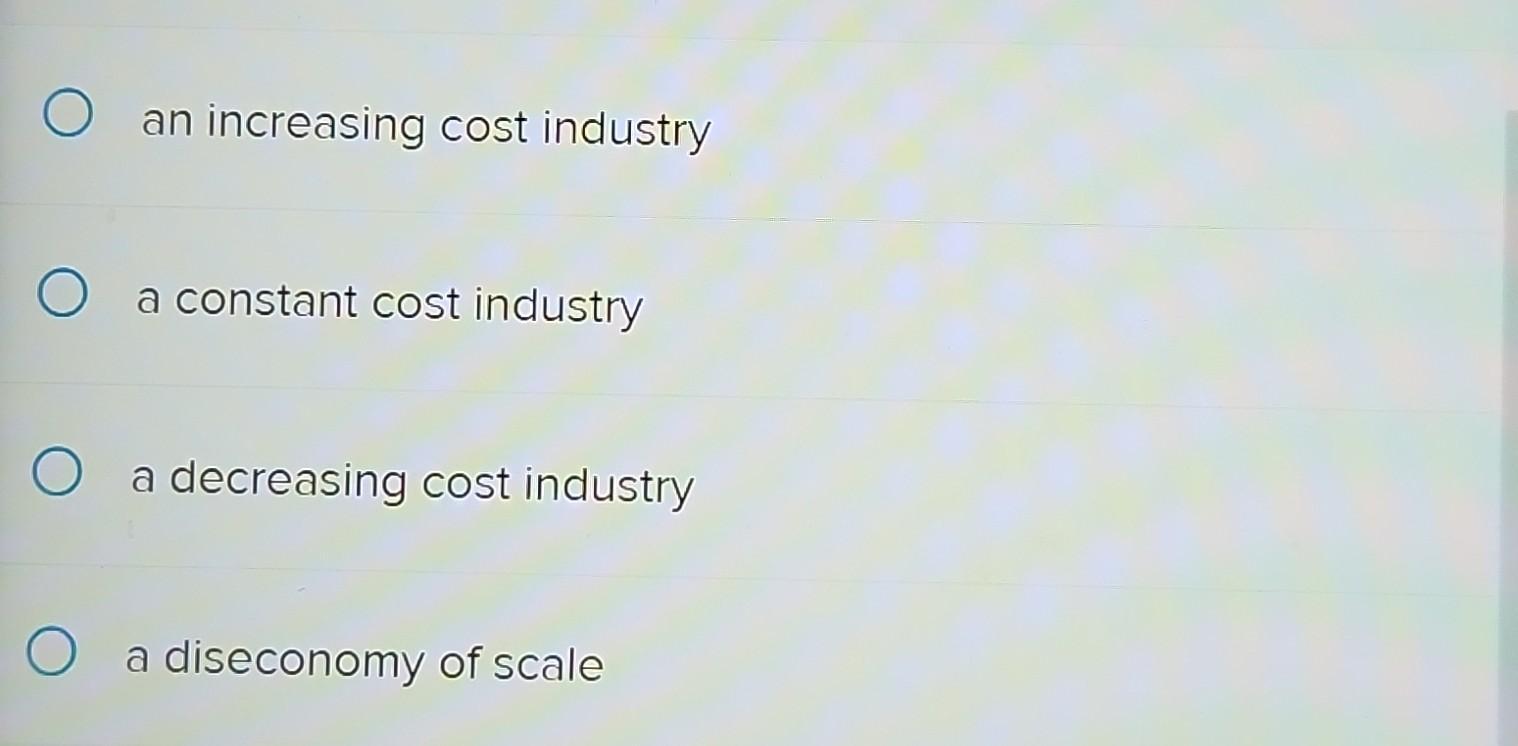 an increasing cost industry
a constant cost industry
a decreasing cost industry
a diseconomy of scale